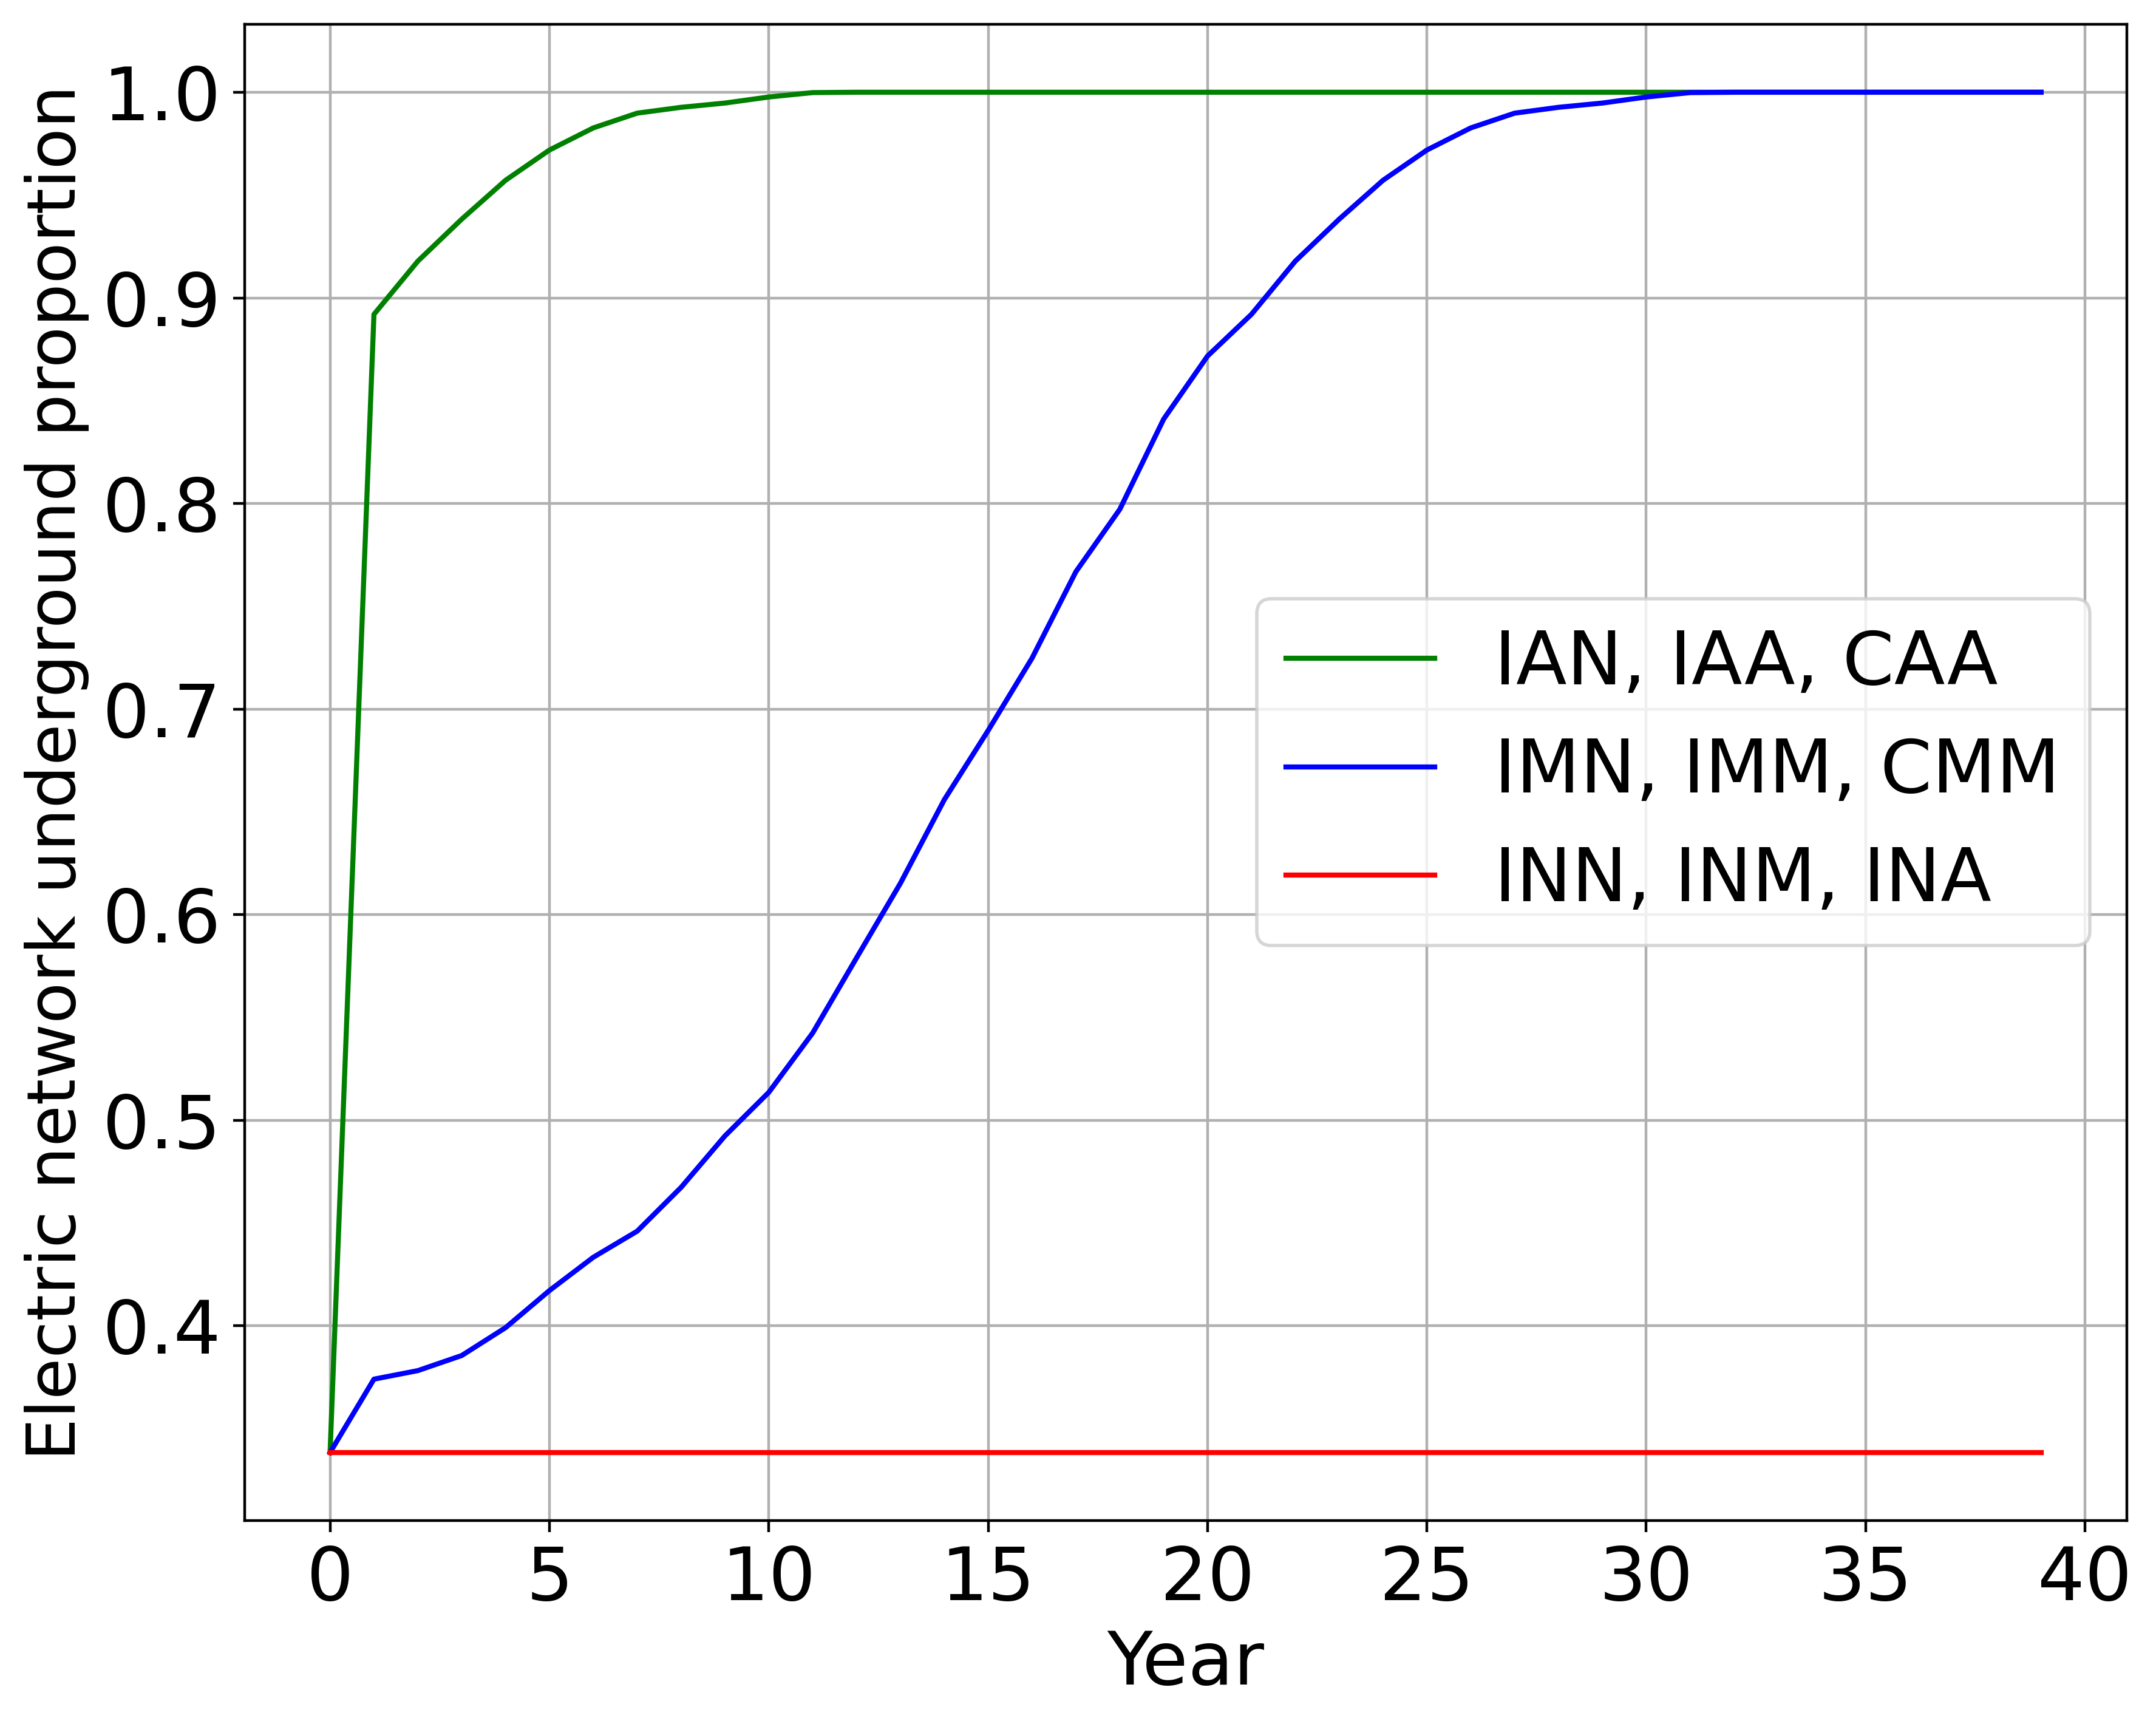 Electric network underground proportion
1.0
0.9
0.8
0.7
0.6
0.5
0.4
IAN, IAA, CAA
IMN, IMM, CMM
INN, INM, INA
0 5 10 15 20 25 30 35 40
Year